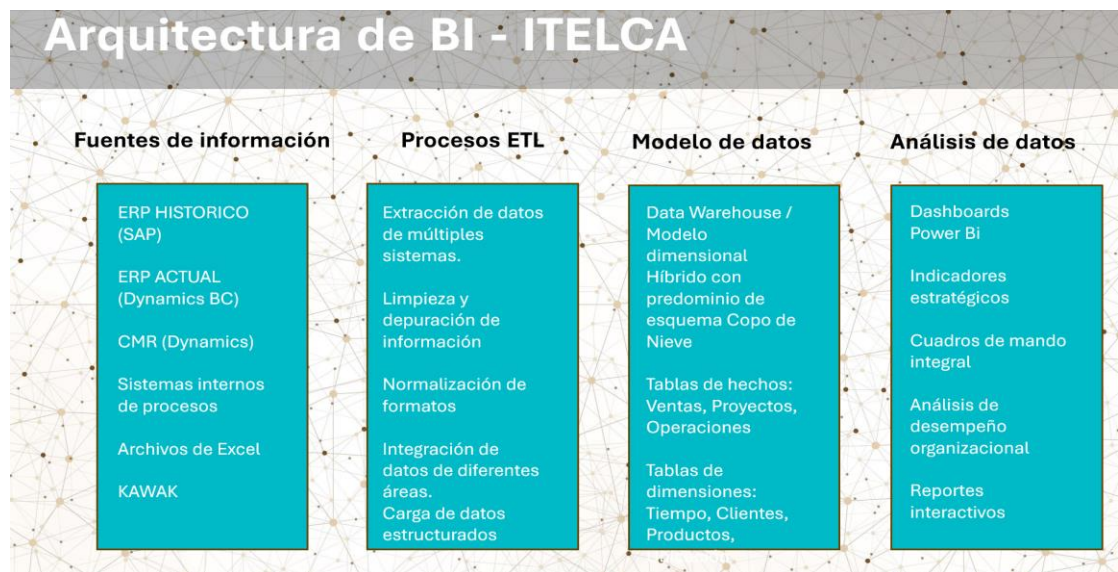 Arquitectura de BI - ITELCA
Fuentes de información
ERP HISTORICO
(SAP)
ERP ACTUAL
(Dynamics BC)
CMR (Dynamics)
Sistemas internos
de procesos
Archivos de Excel
KAWAK
Procesos ETL
Extracción de datos
de múltiples
sistemas.
Limpieza y
depuración de
información
Normalización de
formatos
Integración de
datos de diferentes
áreas.
Carga de datos
estructurados
Modelo de datos
Data Warehouse /
Modelo
dimensional
Híbrido con
predominio de
esquema Copo de
Nieve
Tablas de hechos:
Ventas, Proyectos,
Operaciones
Tablas de
dimensiones:
Tiempo, Clientes,
Productos,
Análisis de datos
Dashboards
Power Bi
Indicadores
estratégicos
Cuadros de mando
integral
Análisis de
desempeño
organizacional
Reportes
interactivos